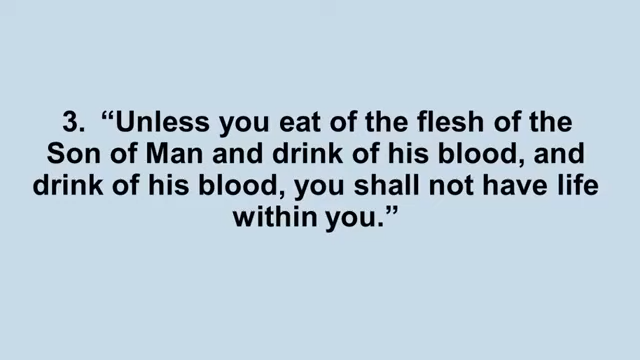 3. “Unless you eat of the flesh of the
Son of Man and drink of his blood, and
drink of his blood, you shall not have life
within you.”